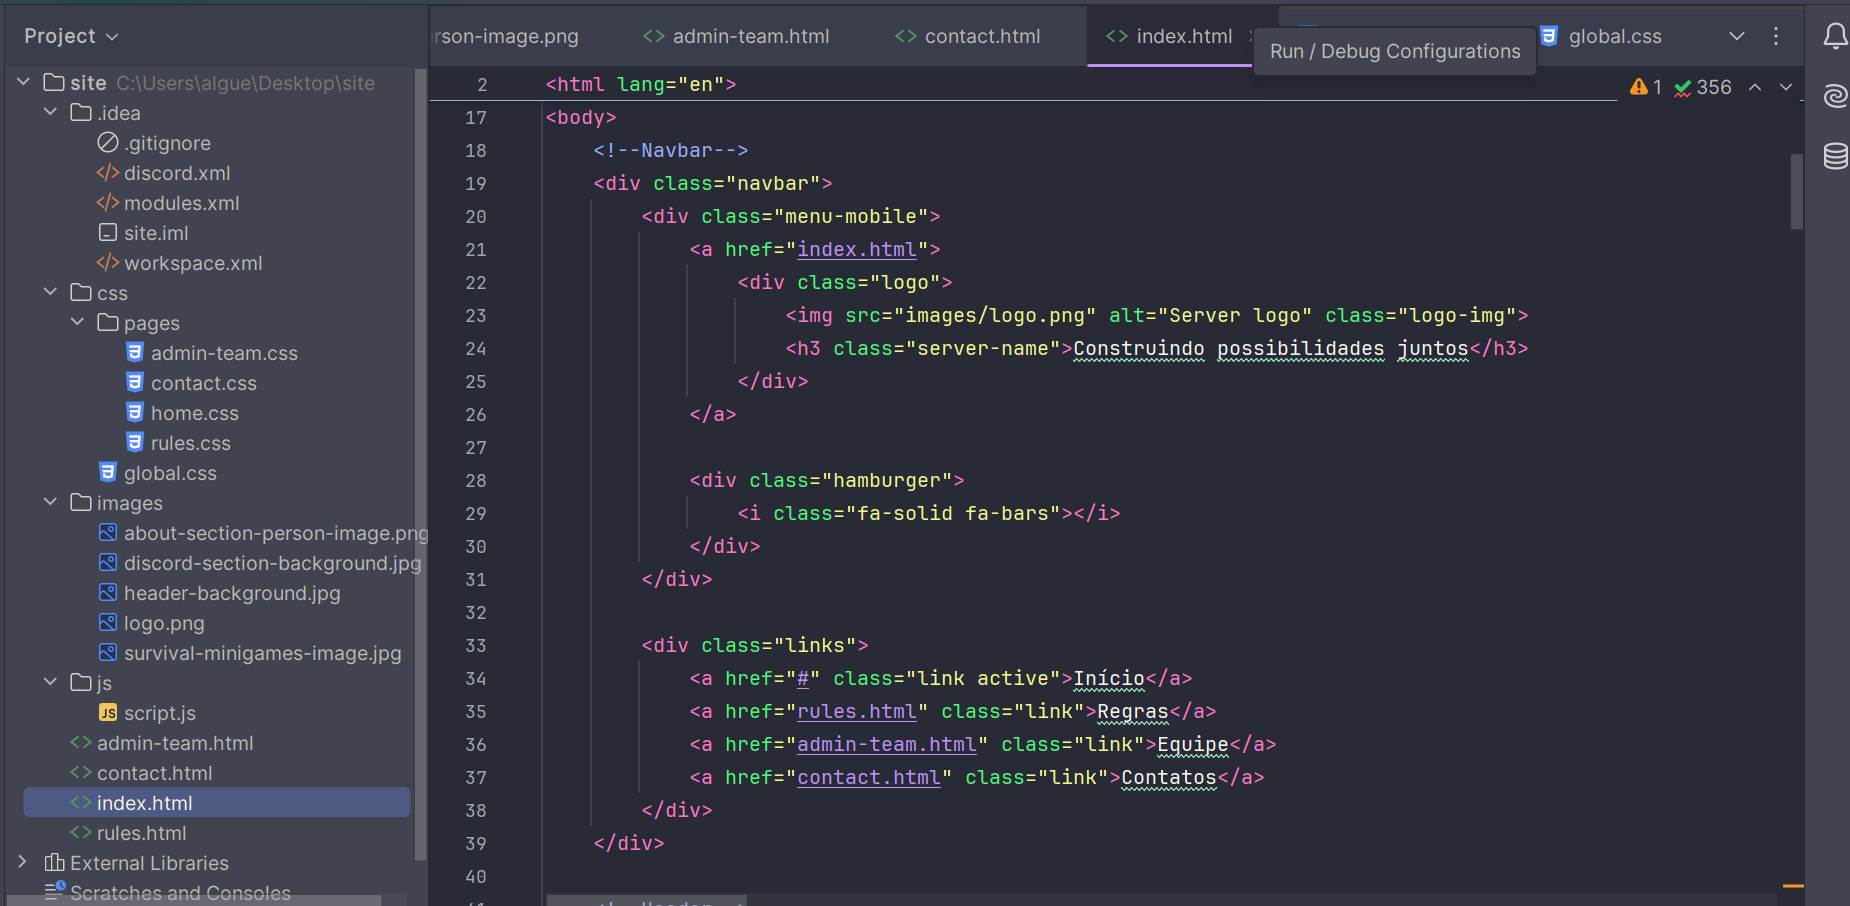 Project
site C:\Users\algue\Desktop\site
.idea
.gitignore
discord.xml
modules.xml
site.iml
workspace.xml
css
pages
admin-team.css
contact.css
home.css
rules.css
global.css
images
about-section-person-image.png
discord-section-background.jpg
header-background.jpg
logo.png
survival-minigames-image.jpg
js
JS script.js
admin-team.html
contact.html
index.html
rules.html
External Libraries
Scratches and Consoles
rson-image.png
admin-team.html
contact.html
index.html
global.css
Run / Debug Configurations
1 356
2 <html lang="en">
17 <body>
18 <!--Navbar-->
19 <div class="navbar">
20 <div class="menu-mobile">
21 <a href="index.html">
22 <div class="logo">
23 <img src="images/logo.png" alt="Server logo" class="logo-img">
24 <h3 class="server-name">Construindo possibilidades juntos</h3>
25 </div>
26 </a>
27
28 <div class="hamburger">
29 <i class="fa-solid fa-bars"></i>
30 </div>
31 </div>
32
33 <div class="links">
34 <a href="#" class="link active">Início</a>
35 <a href="rules.html" class="link">Regras</a>
36 <a href="admin-team.html" class="link">Equipe</a>
37 <a href="contact.html" class="link">Contatos</a>
38 </div>
39 </div>
40